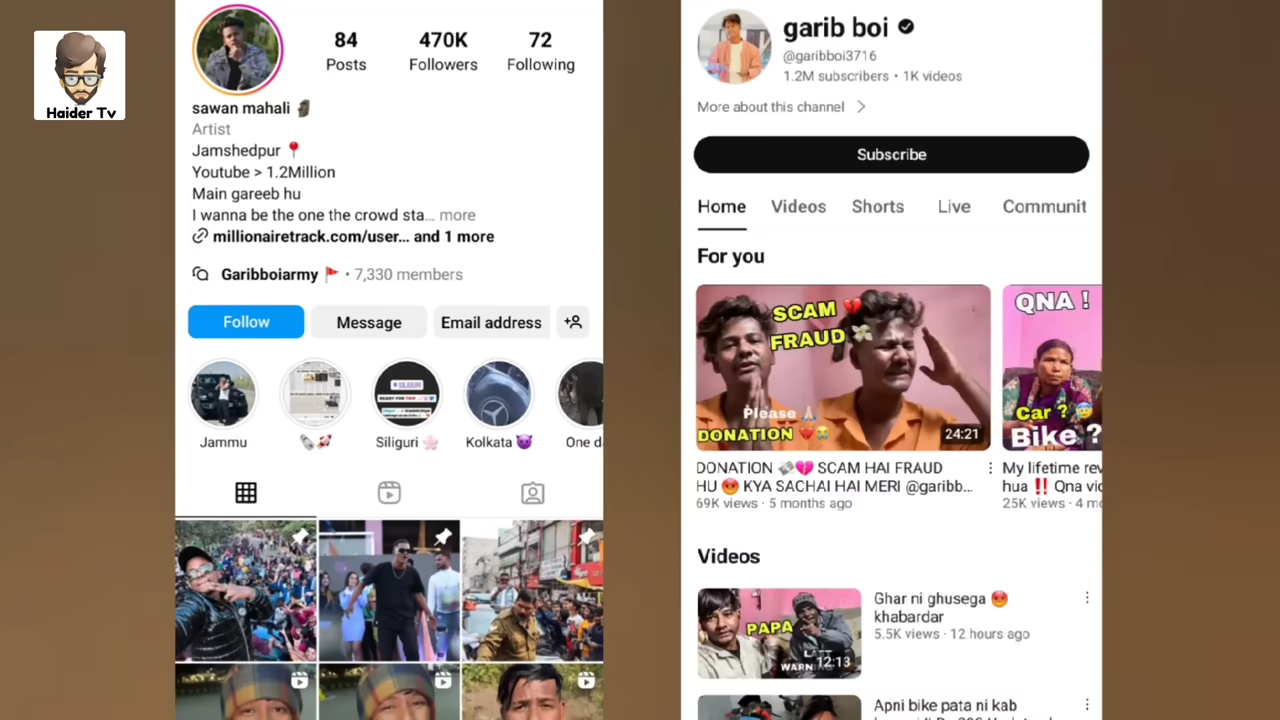 Haider Tv
84
Posts
470K
Followers
72
Following
sawan mahali 🗿
Artist
Jamshedpur 📍
Youtube > 1.2Million
Main gareeb hu
I wanna be the one the crowd sta... more
millionairetrack.com/user... and 1 more
Garibboiarmy 🚩 • 7,330 members
Follow
Message
Email address
Jammu
Siliguri 🌸
Kolkata 😈
One d
garib boi
@garibboi3716
1.2M subscribers • 1K videos
More about this channel >
Subscribe
Home
Videos
Shorts
Live
Communit
For you
SCAM 💔
FRAUD 💸
Please 🙏
DONATION ❤️😭
24:21
DONATION 💸💔 SCAM HAI FRAUD
HU 😡 KYA SACHAI HAI MERI @garibb...
69K views · 5 months ago
QNA !
Car ? 😰
Bike ?
My lifetime rev
hua ‼️ Qna vid
25K views · 4 mo
Videos
PAPA
WARN
12:13
Ghar ni ghusega 😡
khabardar
5.5K views · 12 hours ago
Apni bike pata ni kab